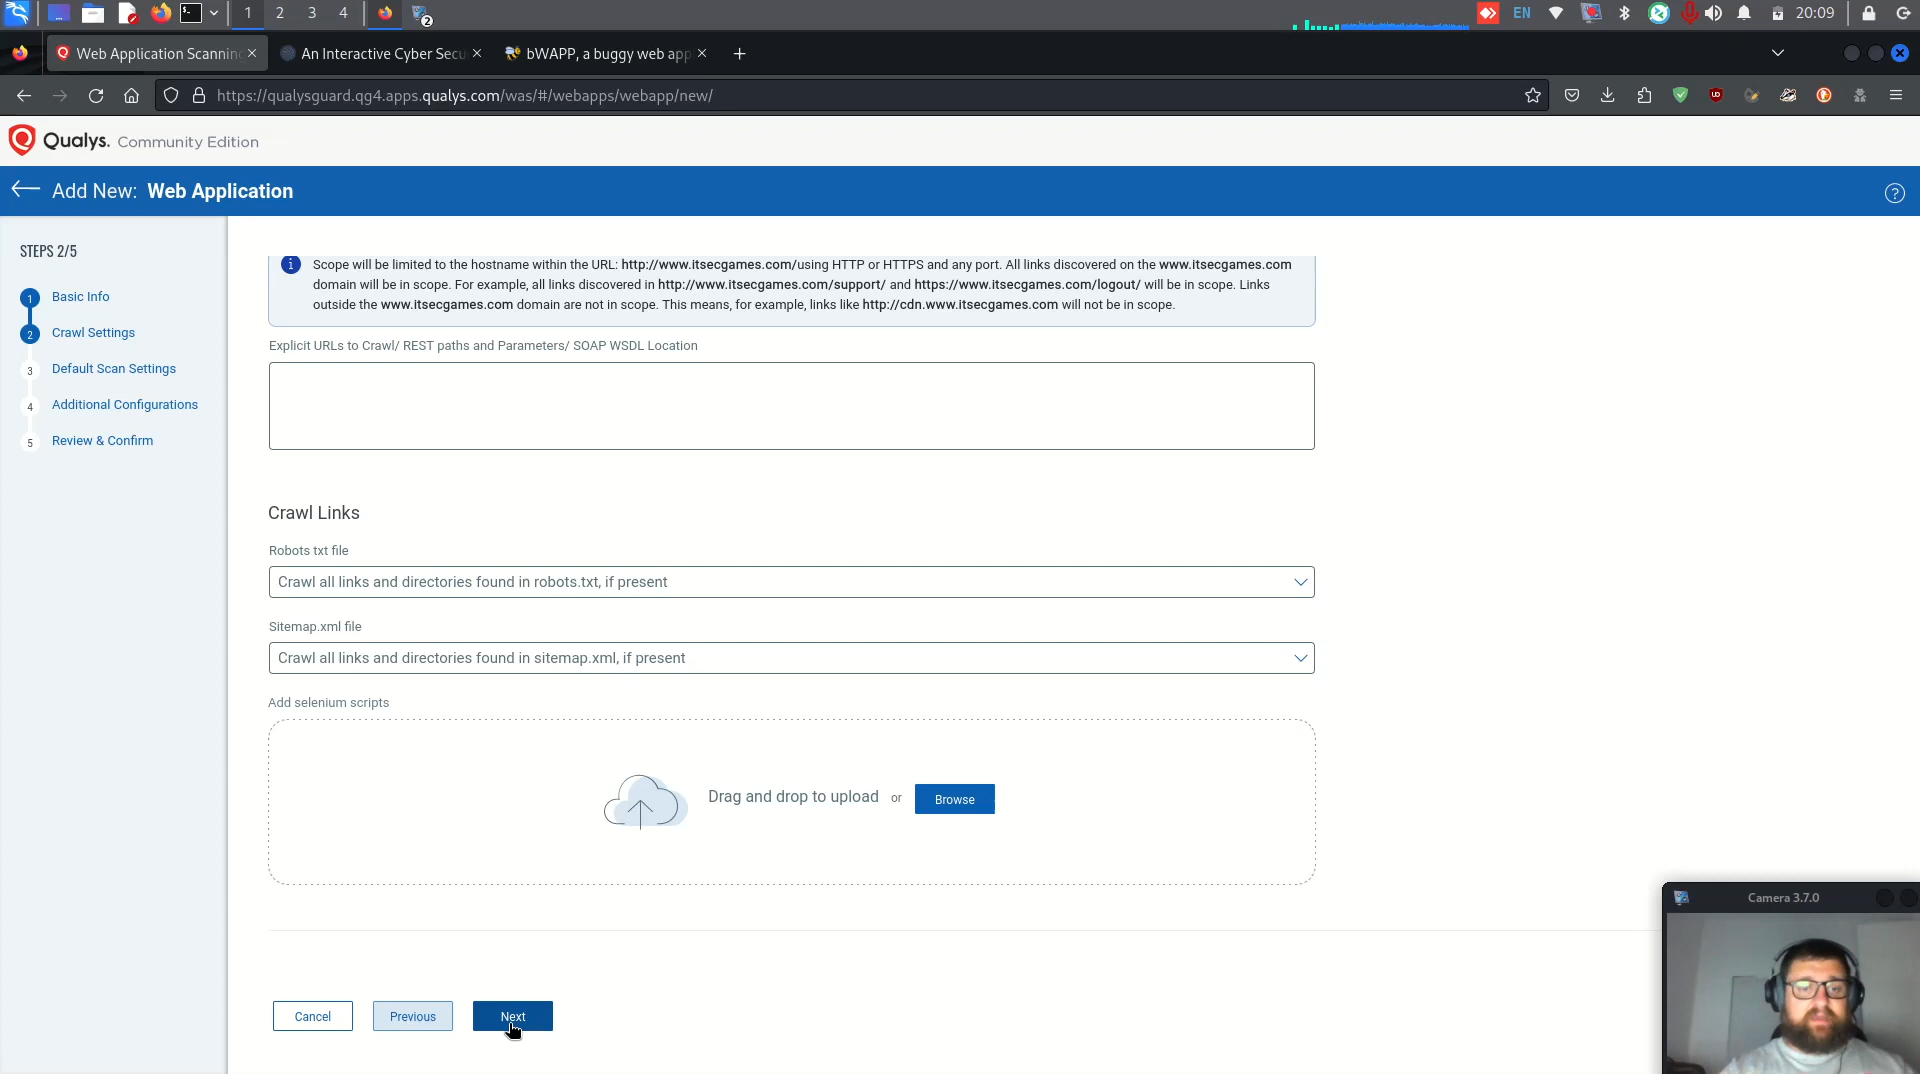 1 2 3 4
2
EN
20:09
Web Application Scanning
An Interactive Cyber Secu
bWAPP, a buggy web app
https://qualysguard.qg4.apps.qualys.com/was/#/webapps/webapp/new/
Qualys. Community Edition
Add New: Web Application
?
STEPS 2/5
1 Basic Info
2 Crawl Settings
3 Default Scan Settings
4 Additional Configurations
5 Review & Confirm
i Scope will be limited to the hostname within the URL: http://www.itsecgames.com/using HTTP or HTTPS and any port. All links discovered on the www.itsecgames.com
domain will be in scope. For example, all links discovered in http://www.itsecgames.com/support/ and https://www.itsecgames.com/logout/ will be in scope. Links
outside the www.itsecgames.com domain are not in scope. This means, for example, links like http://cdn.www.itsecgames.com will not be in scope.
Explicit URLs to Crawl/ REST paths and Parameters/ SOAP WSDL Location
Crawl Links
Robots txt file
Crawl all links and directories found in robots.txt, if present
Sitemap.xml file
Crawl all links and directories found in sitemap.xml, if present
Add selenium scripts
Drag and drop to upload or Browse
Cancel Previous Next
Camera 3.7.0